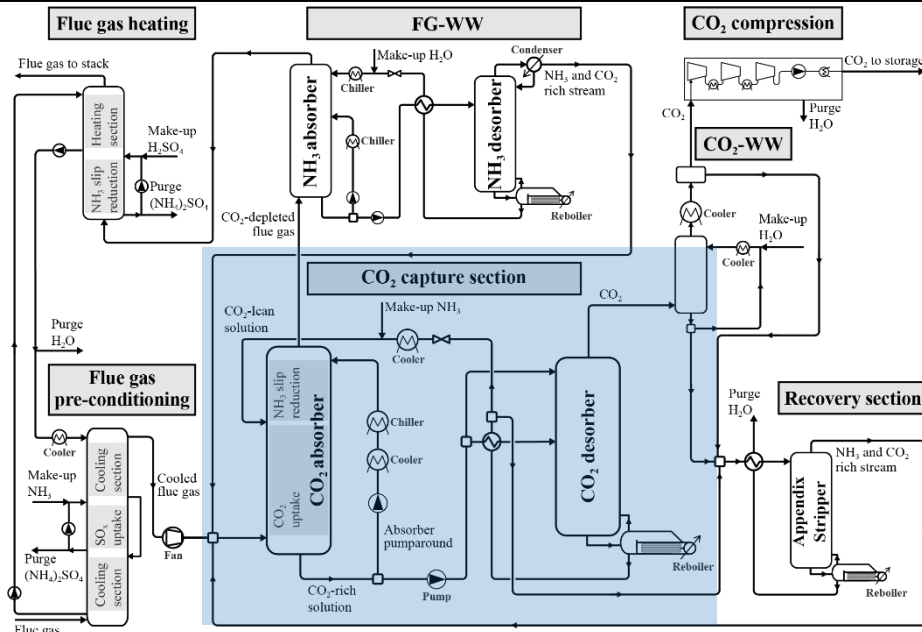 Flue gas heating
FG-WW
CO₂ compression
Flue gas to stack
Heating
section
NH₃ slip
reduction
Make-up
H₂SO₄
Purge
(NH₄)₂SO₄
CO₂-depleted
flue gas
NH₃ absorber
Make-up H₂O
Chiller
Chiller
NH₃ desorber
Condenser
NH₃ and CO₂
rich stream
Reboiler
CO₂ to storage
Purge
H₂O
CO₂
CO₂-WW
Cooler
Make-up
H₂O
Cooler
CO₂ capture section
CO₂-lean
solution
Make-up NH₃
Cooler
CO₂
NH₃ slip
reduction
CO₂
uptake
CO₂ absorber
Chiller
Cooler
Absorber
pumparound
CO₂-rich
solution
Pump
CO₂ desorber
Reboiler
Purge
H₂O
Flue gas
pre-conditioning
Cooler
Make-up
NH₃
Purge
(NH₄)₂SO₄
Flue gas
Cooling
section
SOₓ
uptake
Cooling
section
Cooled
flue gas
Fan
Purge
H₂O
Recovery section
NH₃ and CO₂
rich stream
Appendix
Stripper
Reboiler